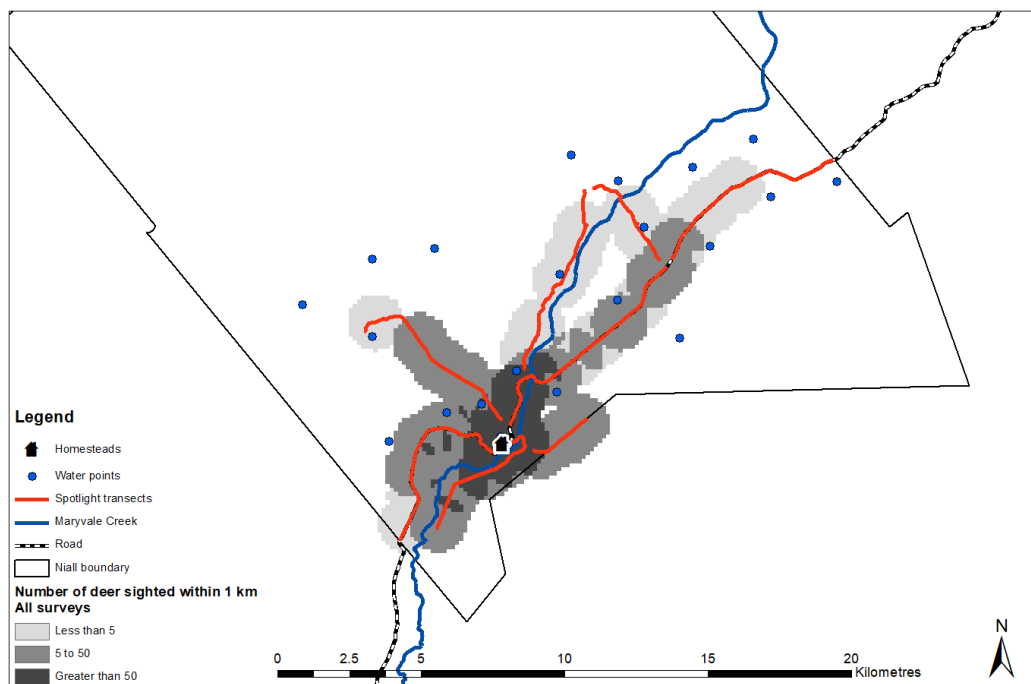 Legend
Homesteads
Water points
Spotlight transects
Maryvale Creek
Road
Niall boundary
Number of deer sighted within 1 km
All surveys
Less than 5
5 to 50
Greater than 50
0 2.5 5 10 15 20
Kilometres
N